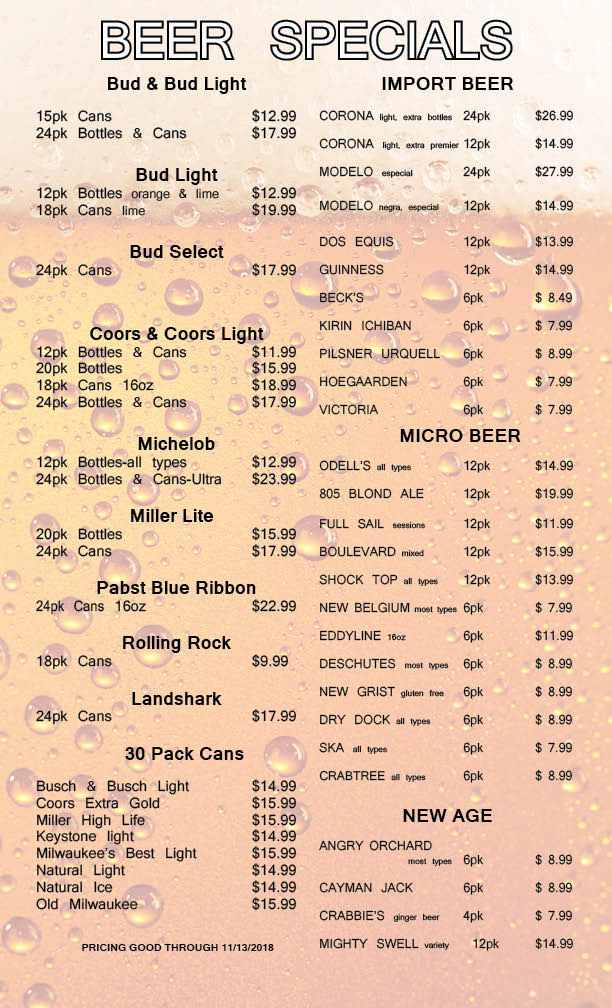 BEER SPECIALS
Bud & Bud Light
15pk Cans $12.99
24pk Bottles & Cans $17.99
Bud Light
12pk Bottles orange & lime $12.99
18pk Cans lime $19.99
Bud Select
24pk Cans $17.99
Coors & Coors Light
12pk Bottles & Cans $11.99
20pk Bottles $15.99
18pk Cans 16oz $18.99
24pk Bottles & Cans $17.99
Michelob
12pk Bottles-all types $12.99
24pk Bottles & Cans-Ultra $23.99
Miller Lite
20pk Bottles $15.99
24pk Cans $17.99
Pabst Blue Ribbon
24pk Cans 16oz $22.99
Rolling Rock
18pk Cans $9.99
Landshark
24pk Cans $17.99
30 Pack Cans
Busch & Busch Light $14.99
Coors Extra Gold $15.99
Miller High Life $15.99
Keystone light $14.99
Milwaukee's Best Light $15.99
Natural Light $14.99
Natural Ice $14.99
Old Milwaukee $15.99
PRICING GOOD THROUGH 11/13/2018
IMPORT BEER
CORONA light, extra bottles 24pk $26.99
CORONA light, extra premier 12pk $14.99
MODELO especial 24pk $27.99
MODELO negra, especial 12pk $14.99
DOS EQUIS 12pk $13.99
GUINNESS 12pk $14.99
BECK'S 6pk $ 8.49
KIRIN ICHIBAN 6pk $ 7.99
PILSNER URQUELL 6pk $ 8.99
HOEGAARDEN 6pk $ 7.99
VICTORIA 6pk $ 7.99
MICRO BEER
ODELL'S all types 12pk $14.99
805 BLOND ALE 12pk $19.99
FULL SAIL sessions 12pk $11.99
BOULEVARD mixed 12pk $15.99
SHOCK TOP all types 12pk $13.99
NEW BELGIUM most types 6pk $ 7.99
EDDYLINE 16oz 6pk $11.99
DESCHUTES most types 6pk $ 8.99
NEW GRIST gluten free 6pk $ 8.99
DRY DOCK all types 6pk $ 8.99
SKA all types 6pk $ 7.99
CRABTREE all types 6pk $ 8.99
NEW AGE
ANGRY ORCHARD
most types 6pk $ 8.99
CAYMAN JACK 6pk $ 8.99
CRABBIE'S ginger beer 4pk $ 7.99
MIGHTY SWELL variety 12pk $14.99